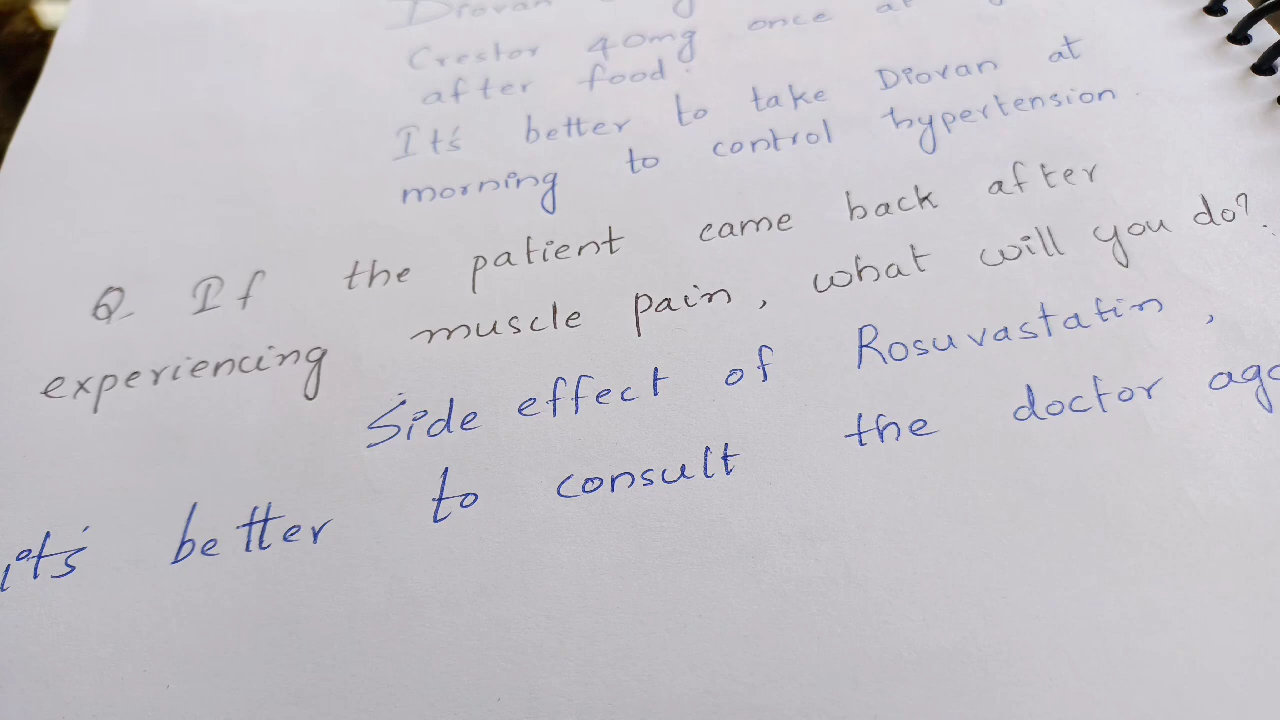 Diovan
Crestor 40mg once at
after food.
It's better to take Diovan at
morning to control hypertension.
Q If the patient came back after
experiencing muscle pain, what will you do?
Side effect of Rosuvastatin,
it's better to consult the doctor